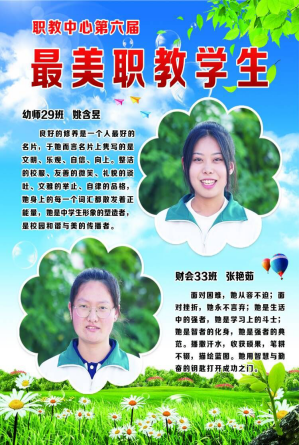 职教中心第六届
最美职教学生
幼师29班 姚含昱
良好的修养是一个人最好的
名片，于她而言名片上隽写的是
文明、乐观、自信、向上。整洁
的校服、友善的微笑、礼貌的谈
吐、文雅的举止、自律的品格，
她身上的每一个词汇都散发着正
能量，她是中学生形象的塑造者，
是校园和谐与美的传播者。
财会33班 张艳茹
面对困难，她从容不迫；面
对挫折，她永不言弃；她是生活
中的强者，她是学习上的斗士；
她是智者的化身，她是强者的典
范。播撒汗水，收获硕果，笔耕
不辍，描绘蓝图。她用智慧与勤
奋的钥匙打开成功之门。